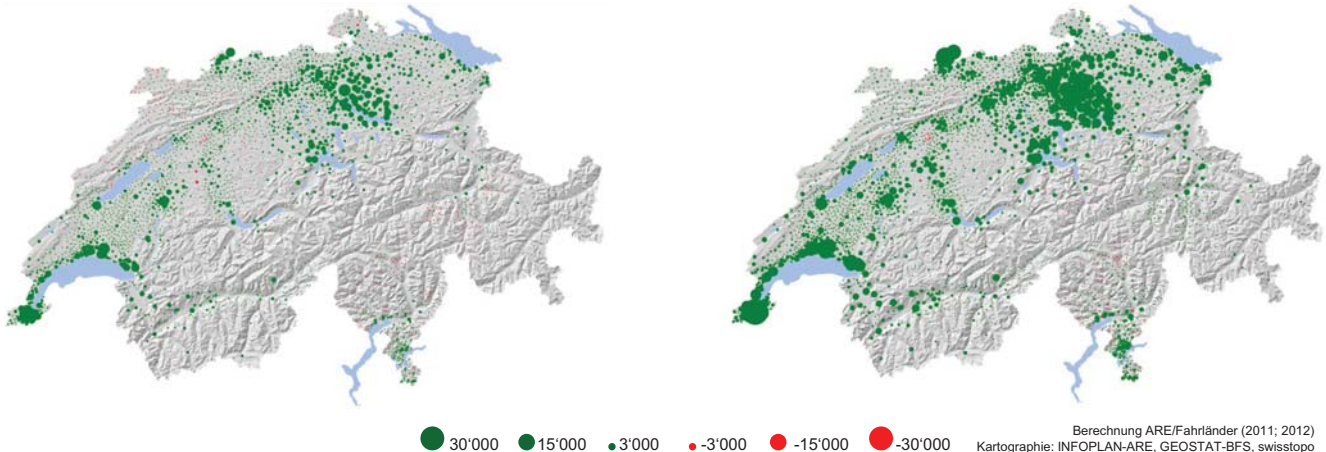 30‘000 15‘000 3‘000 -3‘000 -15‘000 -30‘000
Berechnung ARE/Fahrländer (2011; 2012)
Kartographie: INFOPLAN-ARE, GEOSTAT-BFS, swisstopo